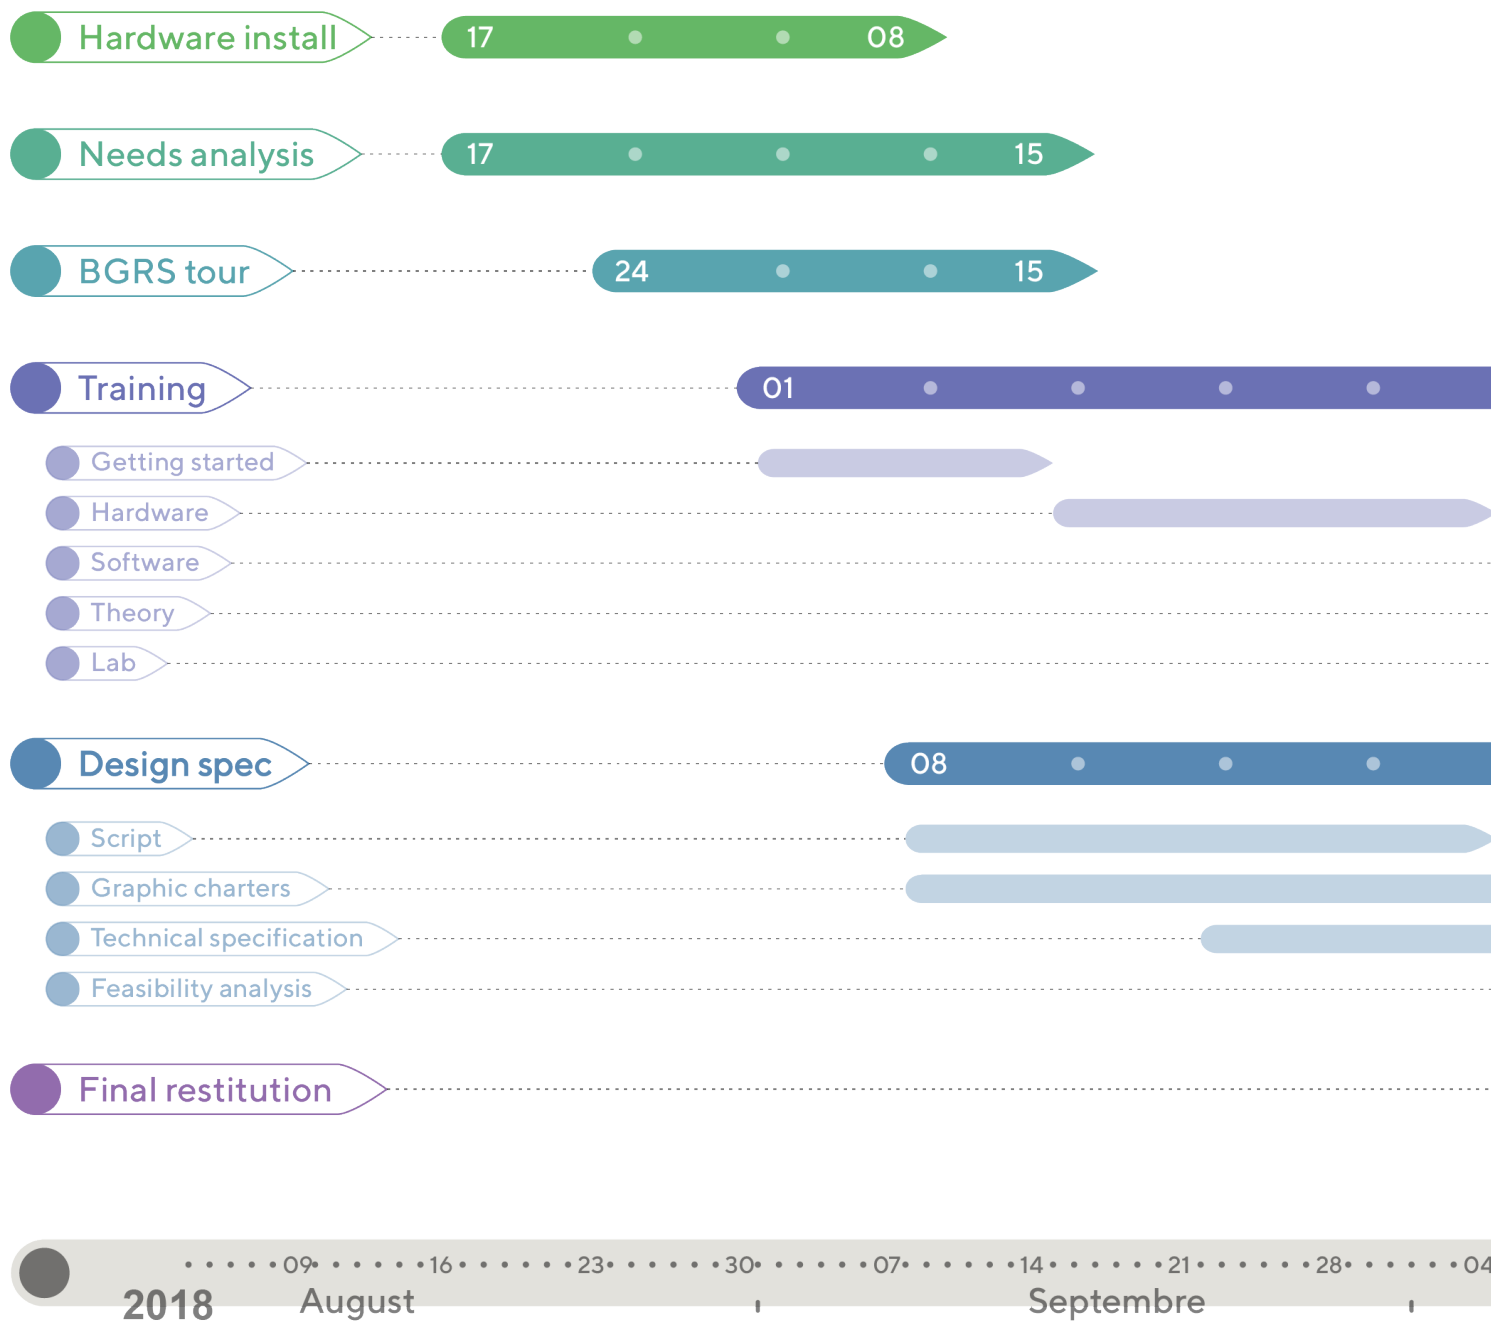 Hardware install 17 08
Needs analysis 17 15
BGRS tour 24 15
Training 01
Getting started
Hardware
Software
Theory
Lab
Design spec 08
Script
Graphic charters
Technical specification
Feasibility analysis
Final restitution
09 16 23 30 07 14 21 28 04
2018 August Septembre